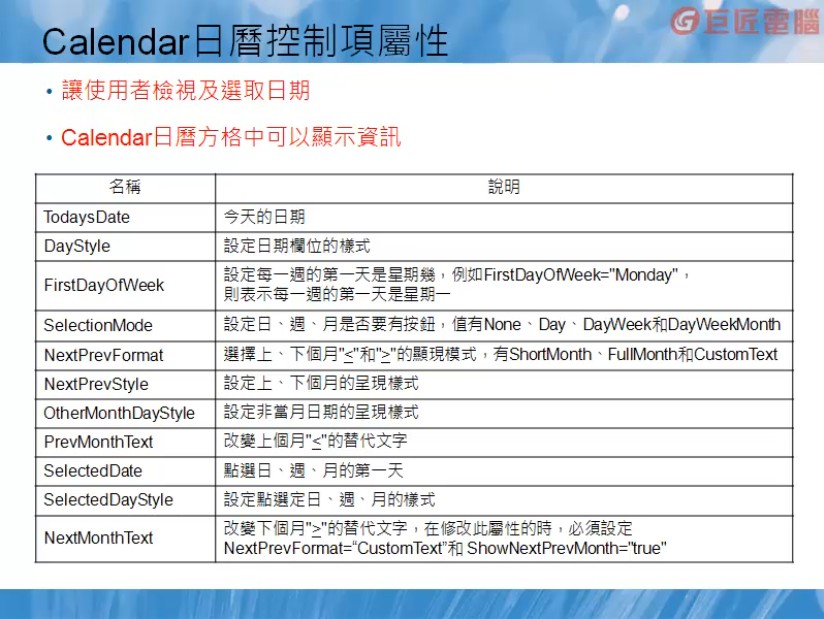 Calendar日曆控制項屬性
巨匠電腦
• 讓使用者檢視及選取日期
• Calendar日曆方格中可以顯示資訊
名稱 說明
TodaysDate 今天的日期
DayStyle 設定日期欄位的樣式
FirstDayOfWeek 設定每一週的第一天是星期幾，例如FirstDayOfWeek="Monday"，
則表示每一週的第一天是星期一
SelectionMode 設定日、週、月是否要有按鈕，值有None、Day、DayWeek和DayWeekMonth
NextPrevFormat 選擇上、下個月"<"和">"的顯現模式，有ShortMonth、FullMonth和CustomText
NextPrevStyle 設定上、下個月的呈現樣式
OtherMonthDayStyle 設定非當月日期的呈現樣式
PrevMonthText 改變上個月"<"的替代文字
SelectedDate 點選日、週、月的第一天
SelectedDayStyle 設定點選定日、週、月的樣式
NextMonthText 改變下個月">"的替代文字，在修改此屬性的時，必須設定
NextPrevFormat=“CustomText”和 ShowNextPrevMonth="true"